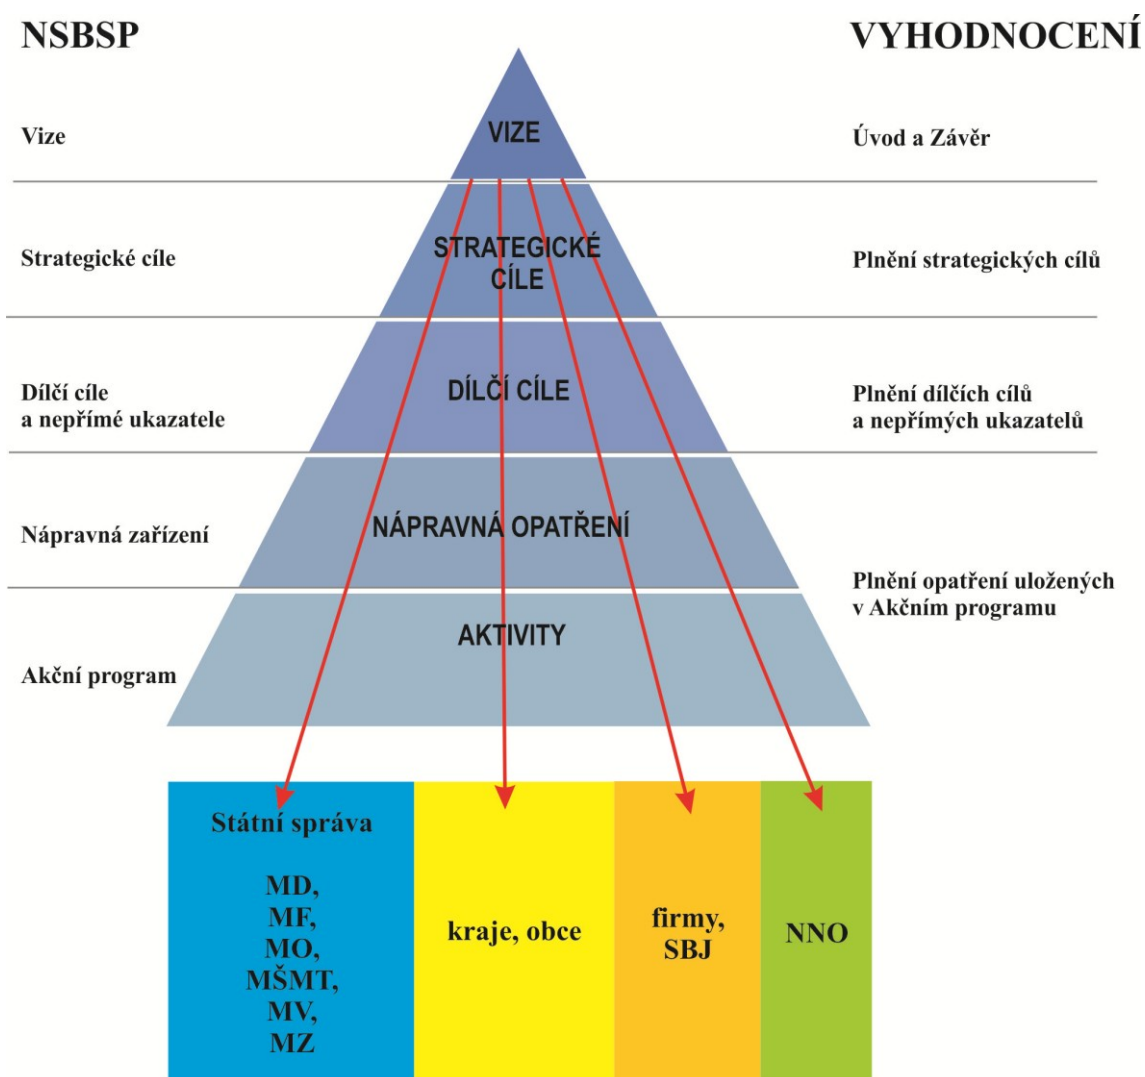 NSBSP
VYHODNOCENÍ
Vize
VIZE
Úvod a Závěr
Strategické cíle
STRATEGICKÉ
CÍLE
Plnění strategických cílů
Dílčí cíle
a nepřímé ukazatele
DÍLČÍ CÍLE
Plnění dílčích cílů
a nepřímých ukazatelů
Nápravná zařízení
NÁPRAVNÁ OPATŘENÍ
Plnění opatření uložených
v Akčním programu
Akční program
AKTIVITY
Státní správa
MD,
MF,
MO,
MŠMT,
MV,
MZ
kraje, obce
firmy,
SBJ
NNO